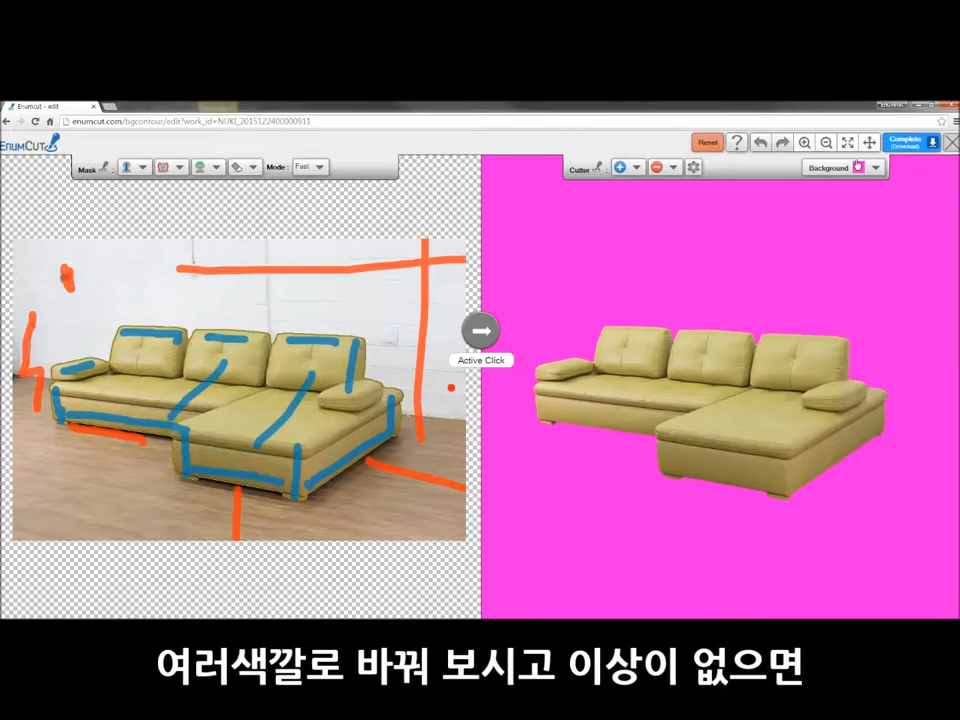 Enumcut - edit
enumcut.com/bgcontour/edit?work_id=NUKI_2015122400000911
ENUMCUT
Reset
?
Complete
(Download)
Mask :
Mode : Fast
Cutter :
Background
Active Click
여러색깔로 바꿔 보시고 이상이 없으면